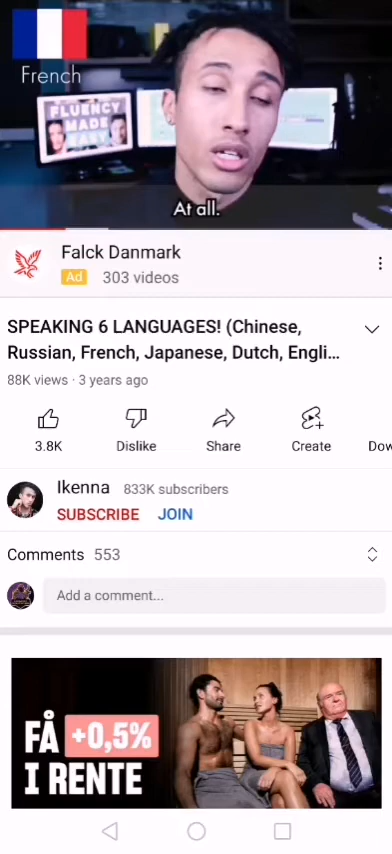 French
FLUENCY
MADE
EASY
At all.
Falck Danmark
Ad 303 videos
SPEAKING 6 LANGUAGES! (Chinese,
Russian, French, Japanese, Dutch, Engli...
88K views · 3 years ago
3.8K Dislike Share Create Dow
Ikenna 833K subscribers
SUBSCRIBE JOIN
Comments 553
Add a comment...
FÅ +0,5%
I RENTE